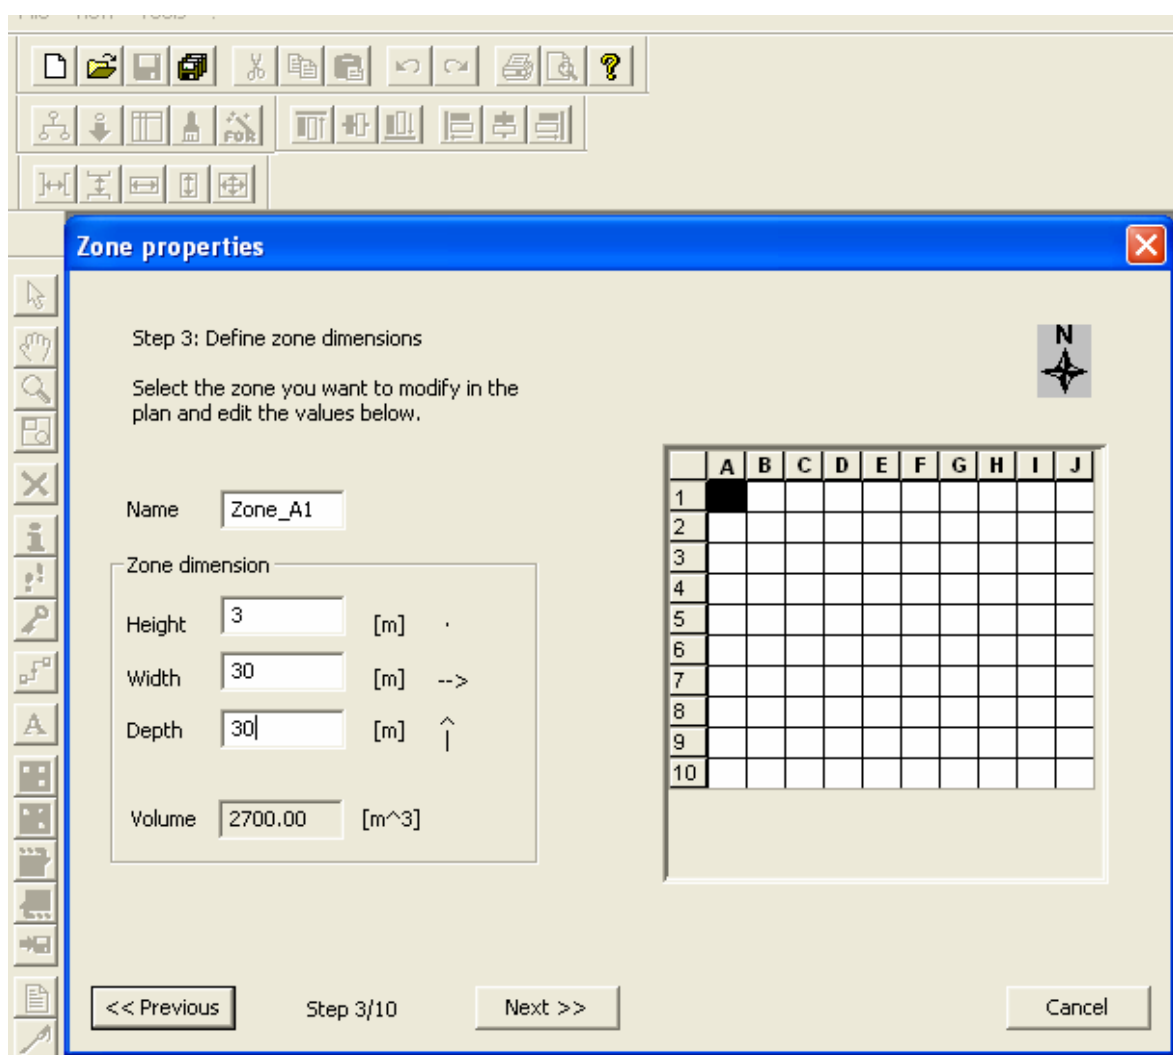 FOR
Zone properties
Step 3: Define zone dimensions
Select the zone you want to modify in the
plan and edit the values below.
N
Name Zone_A1
Zone dimension
Height 3 [m] .
Width 30 [m] -->
Depth 30 [m] ^
|
Volume 2700.00 [m^3]
A B C D E F G H I J
1
2
3
4
5
6
7
8
9
10
<< Previous Step 3/10 Next >> Cancel